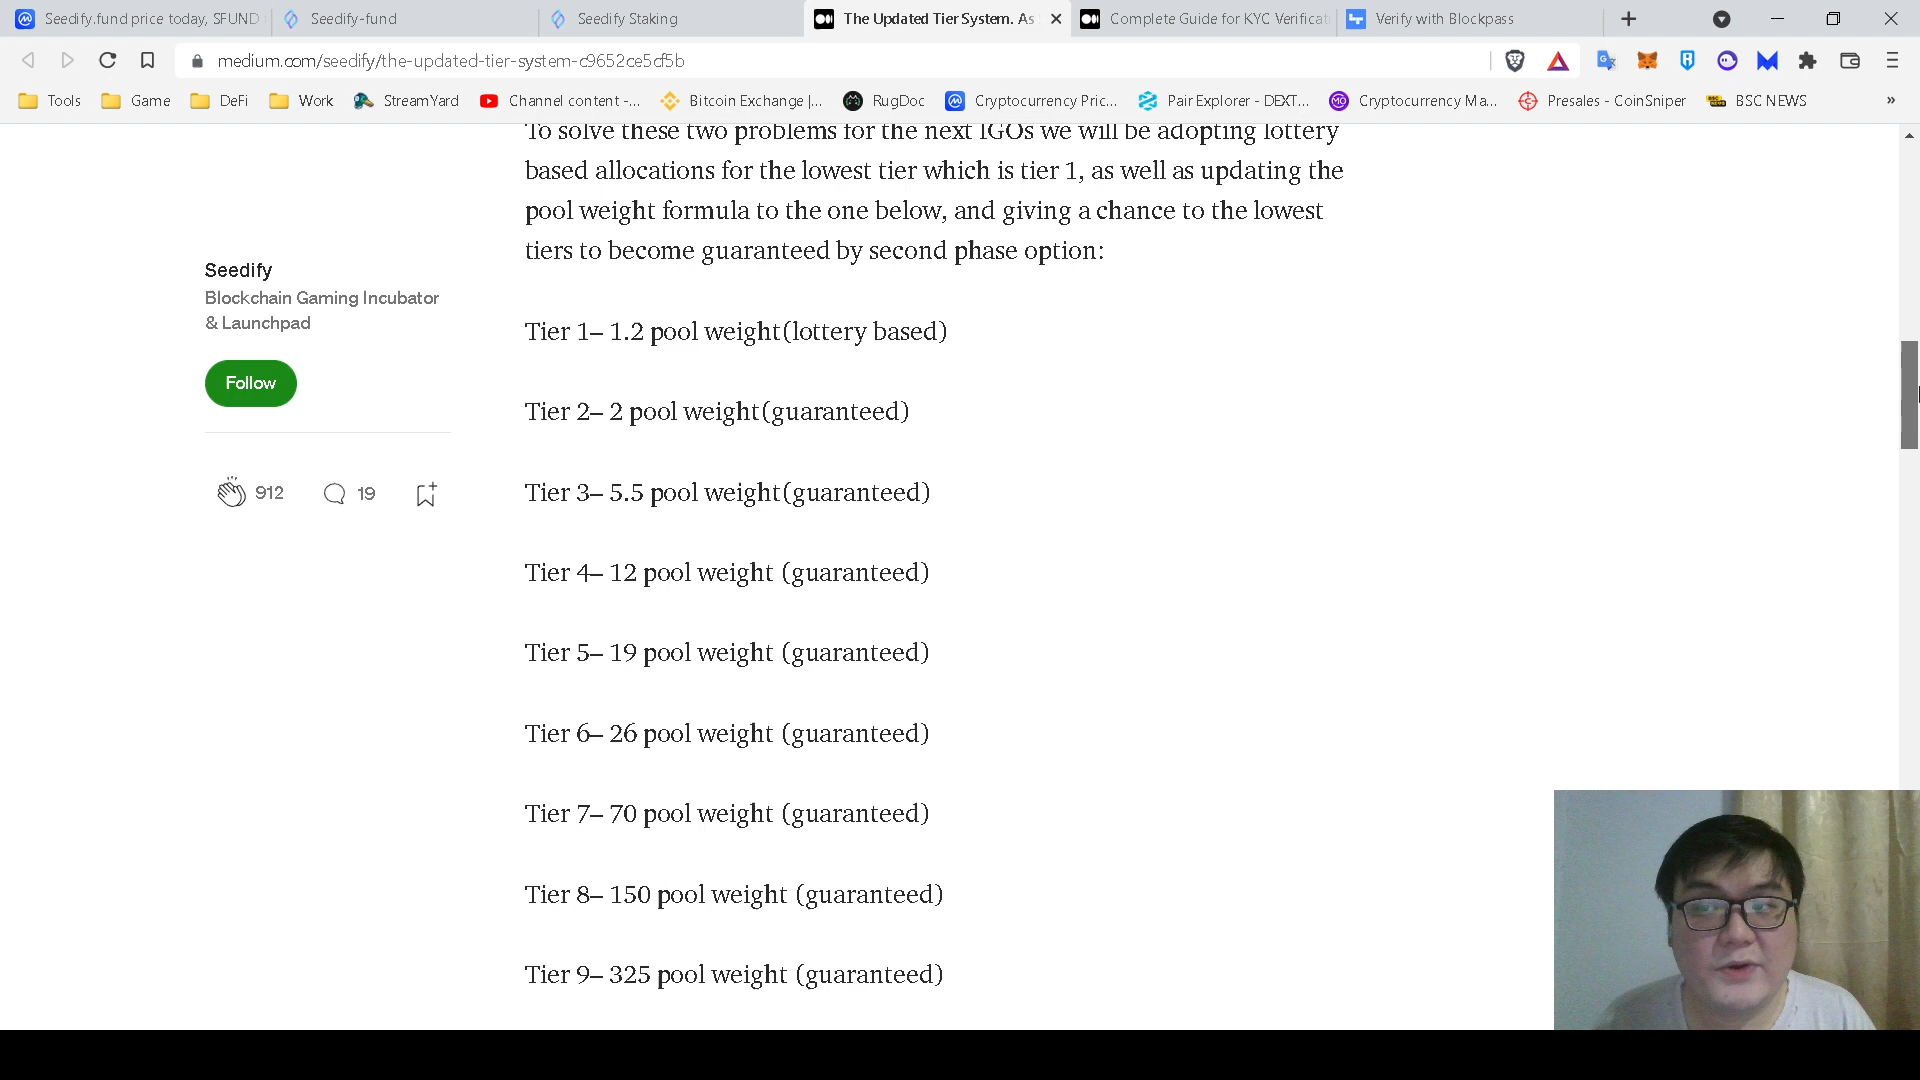 Seedify.fund price today, SFUND
Seedify-fund
Seedify Staking
The Updated Tier System. As
Complete Guide for KYC Verificat
Verify with Blockpass
medium.com/seedify/the-updated-tier-system-c9652ce5cf5b
Tools
Game
DeFi
Work
StreamYard
Channel content -...
Bitcoin Exchange |...
RugDoc
Cryptocurrency Pric...
Pair Explorer - DEXT...
Cryptocurrency Ma...
Presales - CoinSniper
BSC NEWS
»
To solve these two problems for the next IGOs we will be adopting lottery
based allocations for the lowest tier which is tier 1, as well as updating the
pool weight formula to the one below, and giving a chance to the lowest
tiers to become guaranteed by second phase option:
Seedify
Blockchain Gaming Incubator
& Launchpad
Follow
912
19
Tier 1– 1.2 pool weight(lottery based)
Tier 2– 2 pool weight(guaranteed)
Tier 3– 5.5 pool weight(guaranteed)
Tier 4– 12 pool weight (guaranteed)
Tier 5– 19 pool weight (guaranteed)
Tier 6– 26 pool weight (guaranteed)
Tier 7– 70 pool weight (guaranteed)
Tier 8– 150 pool weight (guaranteed)
Tier 9– 325 pool weight (guaranteed)